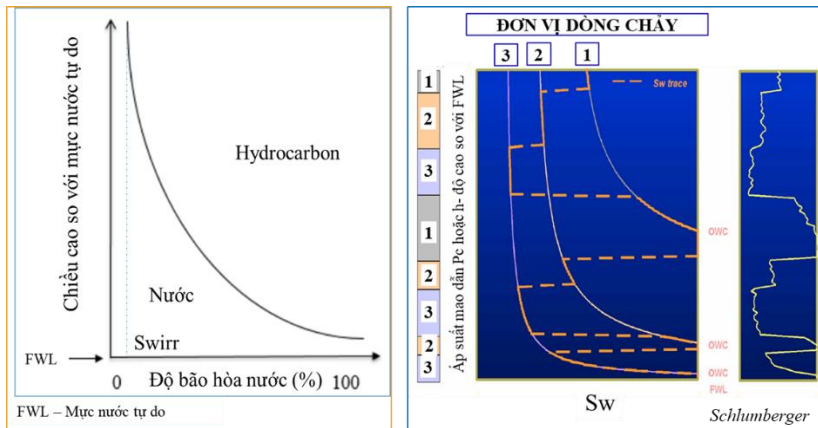 Chiều cao so với mực nước tự do
Hydrocarbon
Nước
Swirr
FWL
0 Độ bão hòa nước (%) 100
FWL – Mực nước tự do
ĐƠN VỊ DÒNG CHẢY
3 2 1
Sw trace
1
2
3
1
2
3
2
3
Áp suất mao dẫn Pc hoặc h- độ cao so với FWL
OWC
OWC
OWC
FWL
Sw
Schlumberger